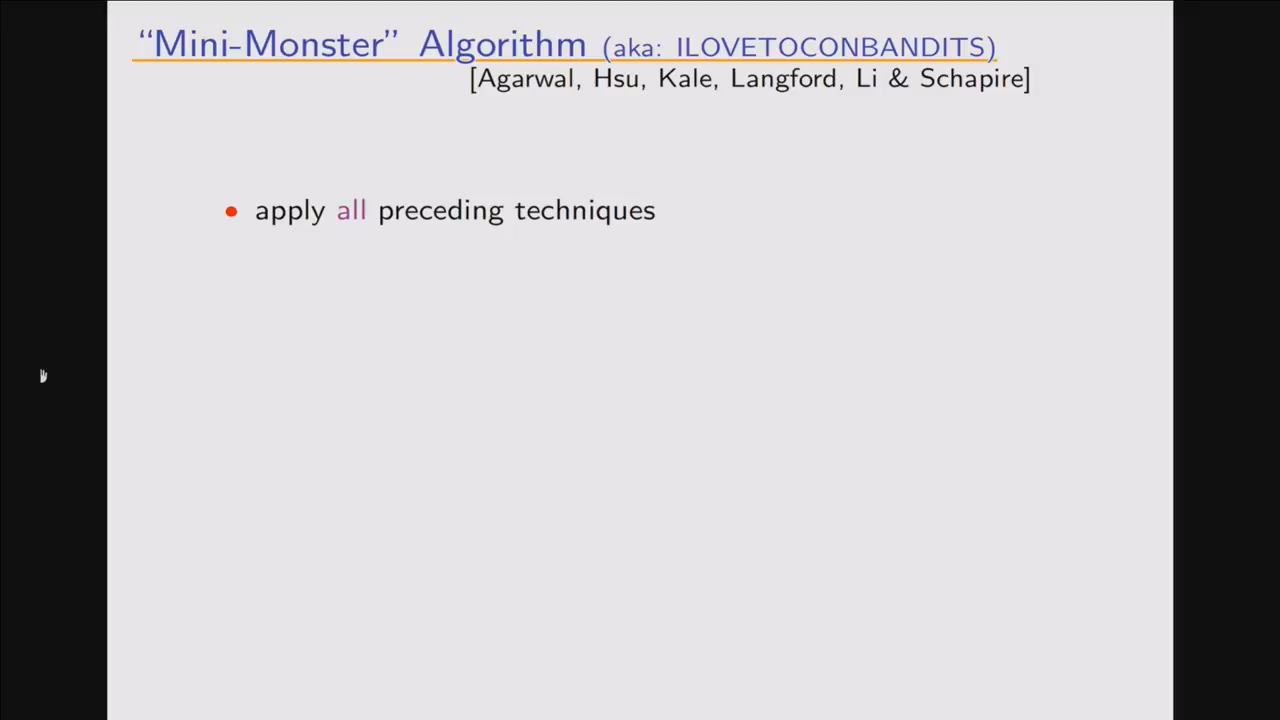 “Mini-Monster” Algorithm (aka: ILOVETOCONBANDITS)
[Agarwal, Hsu, Kale, Langford, Li & Schapire]
• apply all preceding techniques